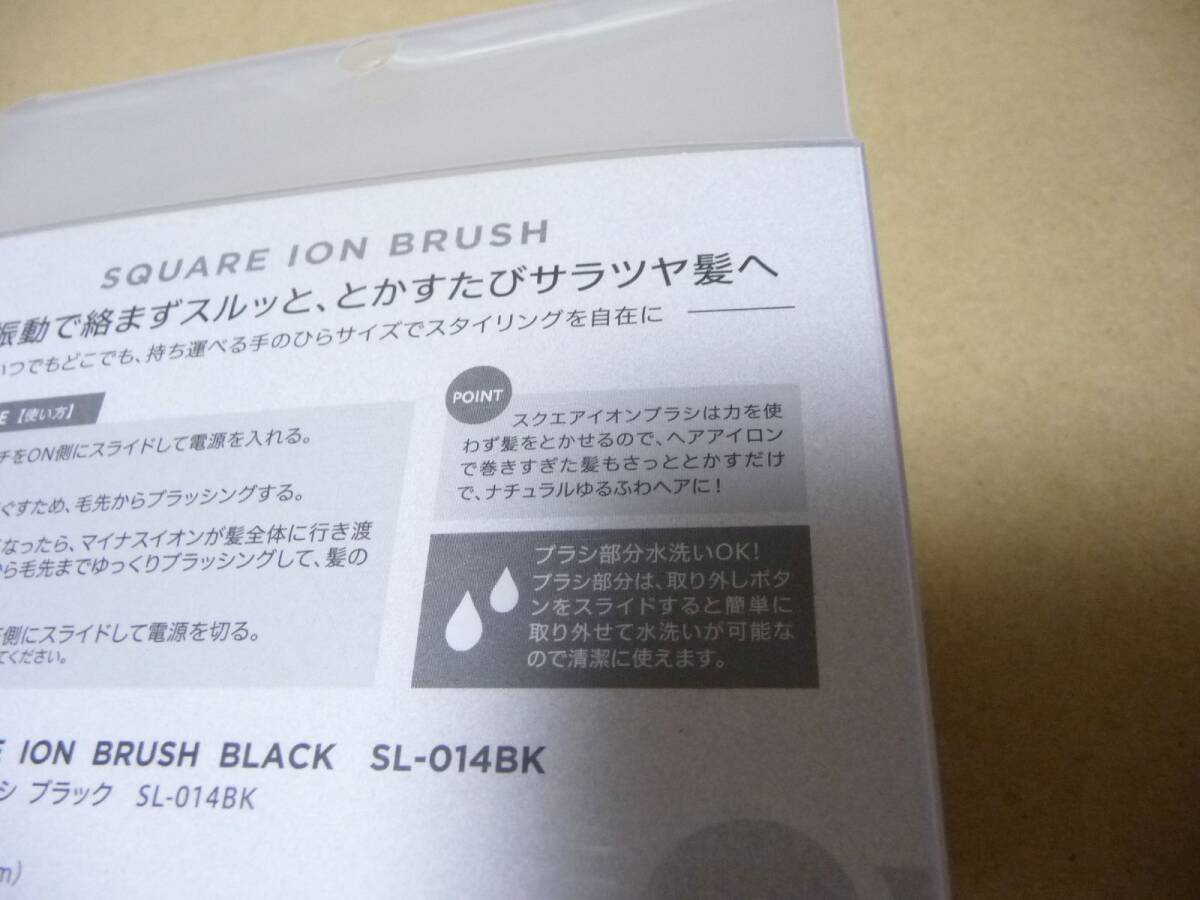 SQUARE ION BRUSH
振動で絡まずスルッと、とかすたびサラツヤ髪へ
いつでもどこでも、持ち運べる手のひらサイズでスタイリングを自在に
E【使い方】
チをON側にスライドして電源を入れる。
ぐすため、毛先からブラッシングする。
なったら、マイナスイオンが髪全体に行き渡
ら毛先までゆっくりブラッシングして、髪の
側にスライドして電源を切る。
てください。
POINT
スクエアイオンブラシは力を使
わず髪をとかせるので、ヘアアイロン
で巻きすぎた髪もさっととかすだけ
で、ナチュラルゆるふわヘアに!
ブラシ部分水洗いOK!
ブラシ部分は、取り外しボタ
ンをスライドすると簡単に
取り外せて水洗いが可能な
ので清潔に使えます。
E ION BRUSH BLACK SL-014BK
シ ブラック SL-014BK
m)